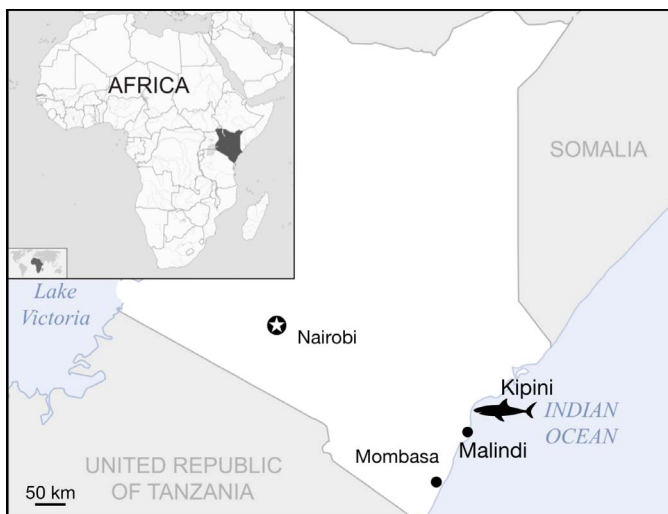 AFRICA
SOMALIA
Lake
Victoria
Nairobi
Kipini
INDIAN
OCEAN
Malindi
Mombasa
UNITED REPUBLIC
OF TANZANIA
50 km